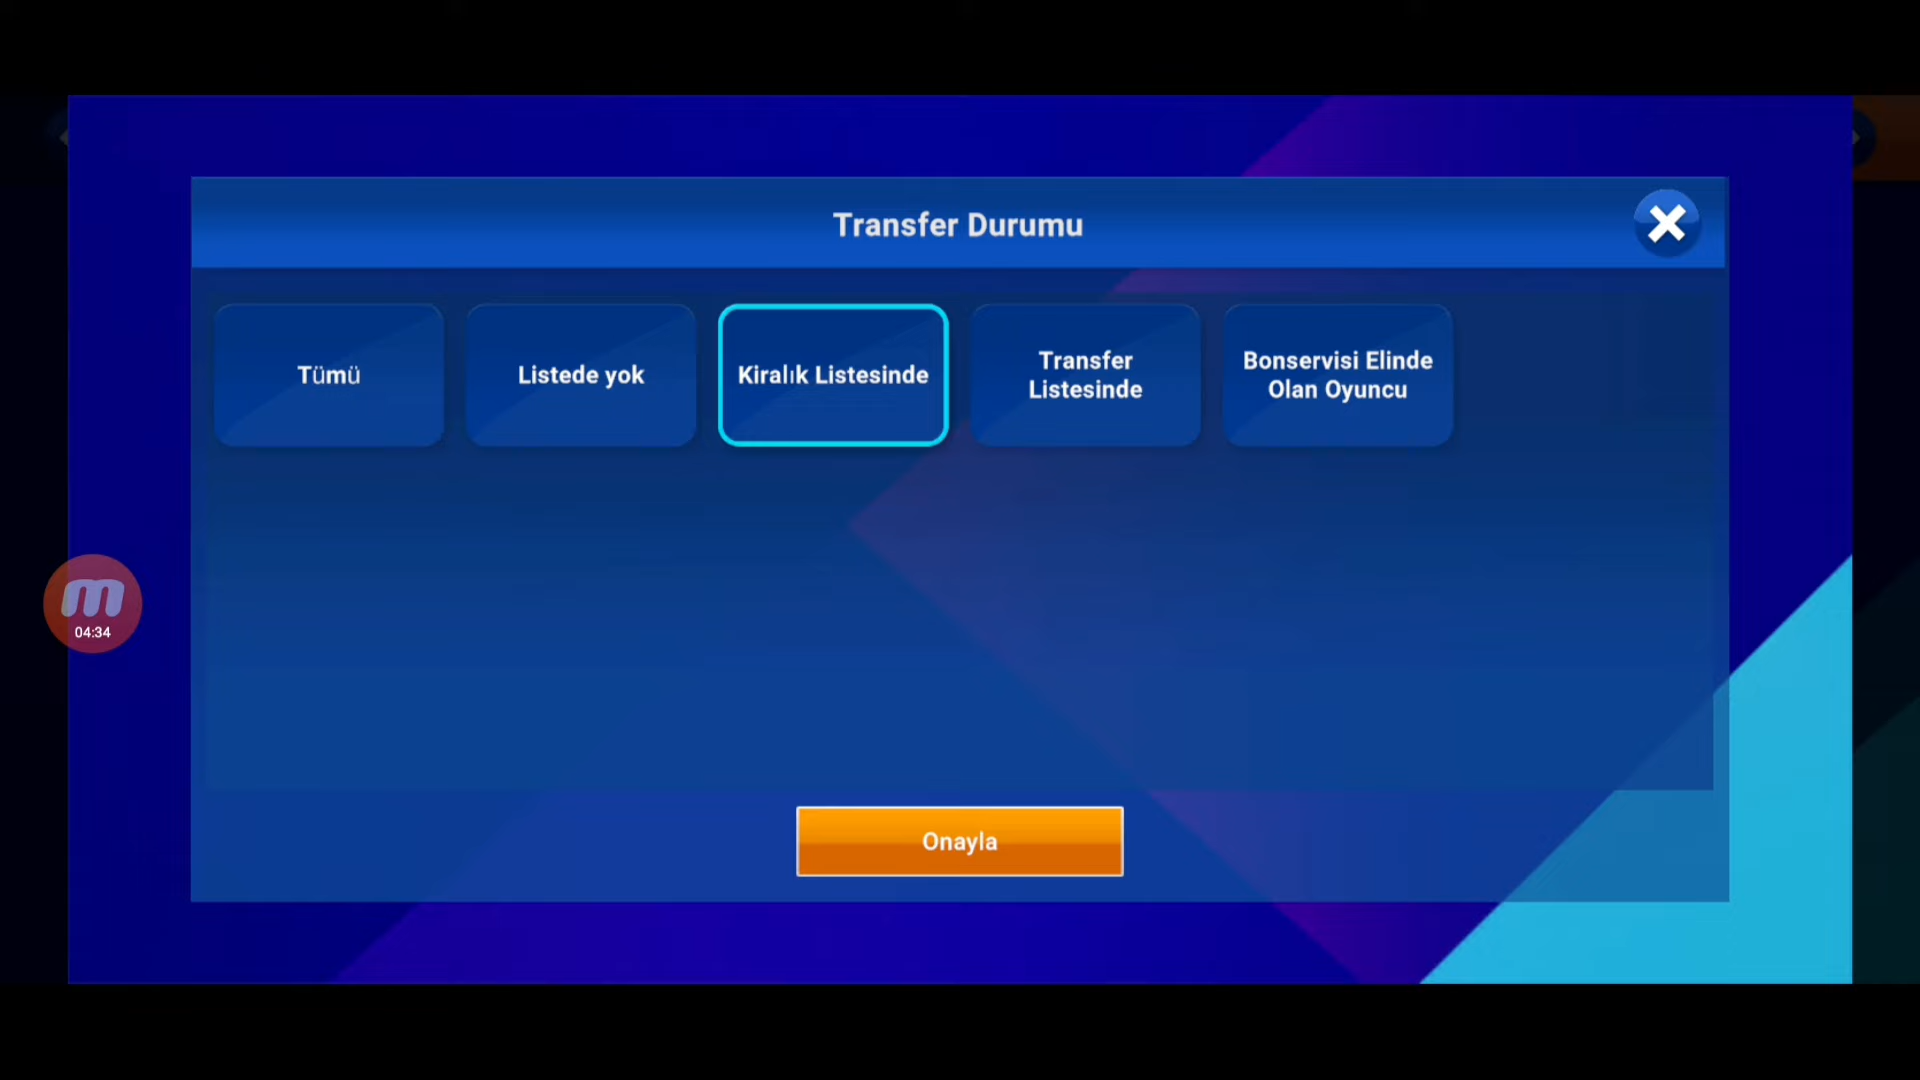 Transfer Durumu
Tümü
Listede yok
Kiralık Listesinde
Transfer
Listesinde
Bonservisi Elinde
Olan Oyuncu
m
04:34
Onayla